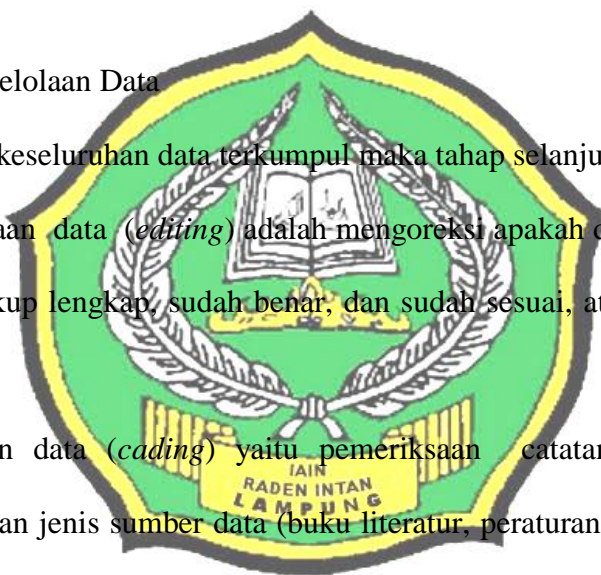 elolaan Data
keseluruhan data terkumpul maka tahap selanju
aan data (editing) adalah mengoreksi apakah d
kup lengkap, sudah benar, dan sudah sesuai, at
n data (cading) yaitu pemeriksaan catatan
IAIN
RADEN INTAN
LAMPUNG
an jenis sumber data (buku literatur, peraturan